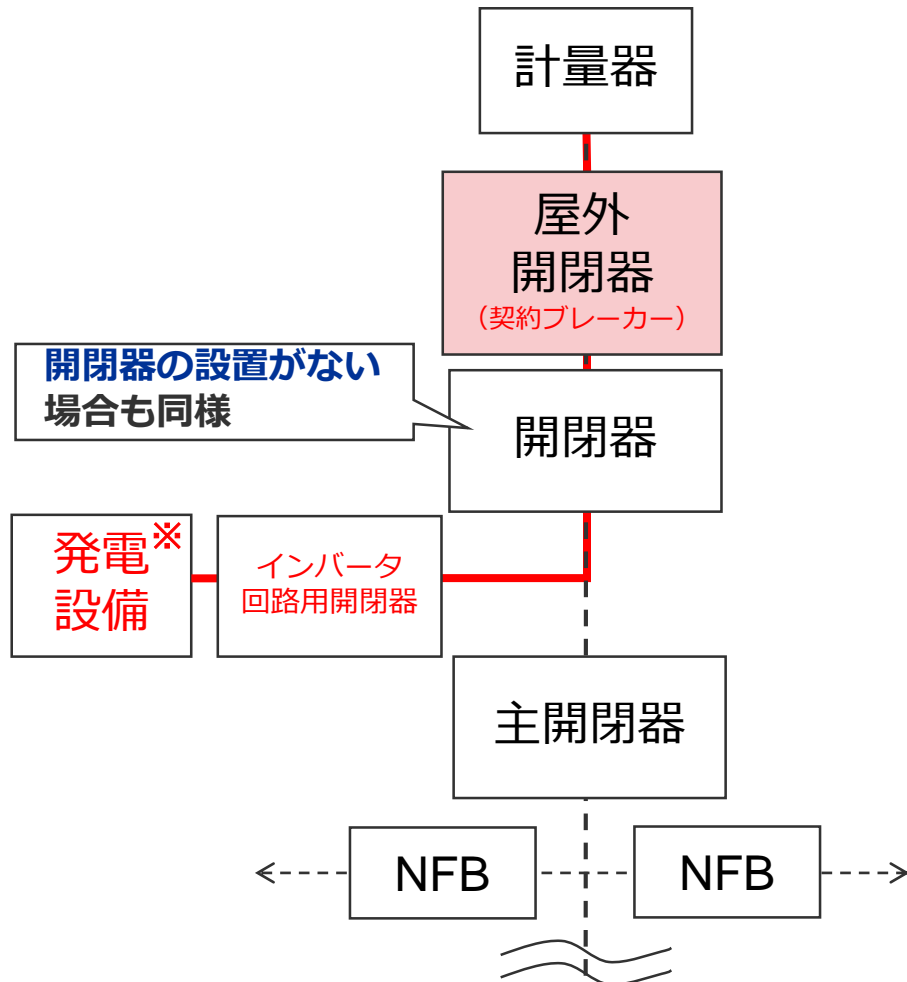 計量器
屋外
開閉器
（契約ブレーカー）
開閉器の設置がない
場合も同様
開閉器
発電※
設備
インバータ
回路用開閉器
主開閉器
NFB
NFB